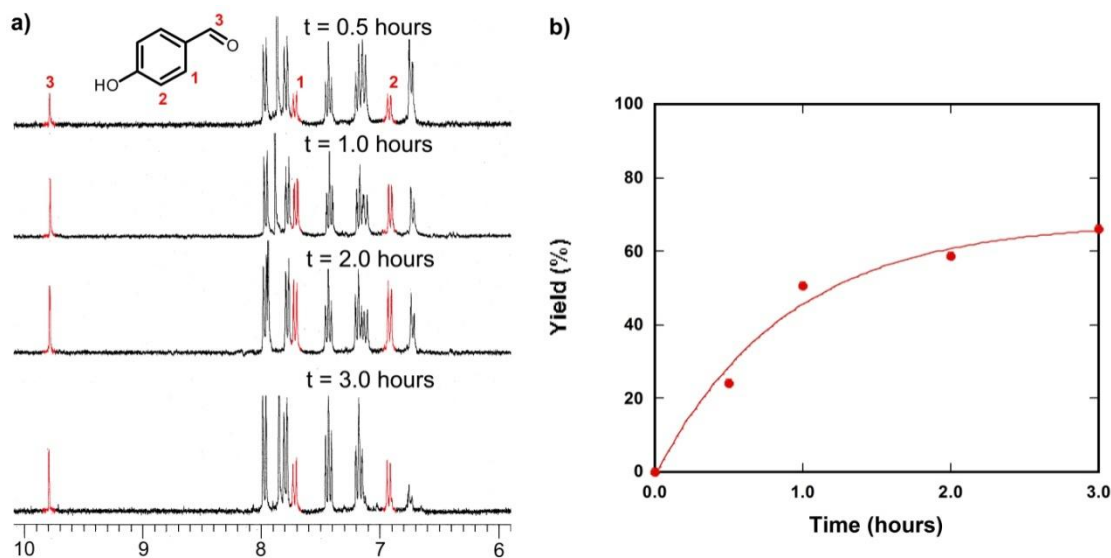 a)
3
O
HO
1
2
t = 0.5 hours
3
1
2
t = 1.0 hours
t = 2.0 hours
t = 3.0 hours
10 9 8 7 6
b)
100
80
60
40
20
0
Yield (%)
0.0 1.0 2.0 3.0
Time (hours)